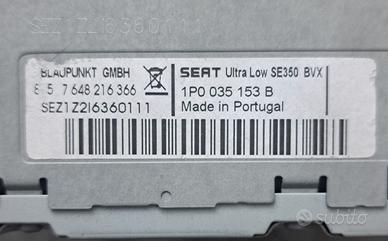 SEZ1Z2I6360111
BLAUPUNKT GMBH
8 5 7 648 216 366
SEZ1Z2I6360111
SEAT Ultra Low SE350 BVX
1P0 035 153 B
Made in Portugal
subito